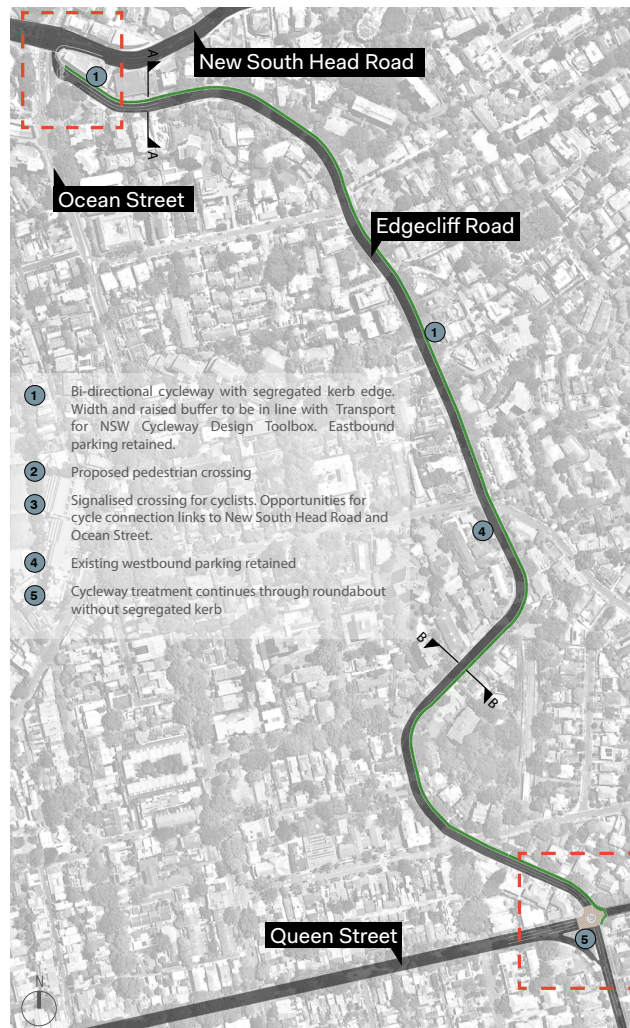 New South Head Road
A
1
A
Ocean Street
Edgecliff Road
1
1
Bi-directional cycleway with segregated kerb edge.
Width and raised buffer to be in line with Transport
for NSW Cycleway Design Toolbox. Eastbound
parking retained.
2
Proposed pedestrian crossing
3
Signalised crossing for cyclists. Opportunities for
cycle connection links to New South Head Road and
Ocean Street.
4
4
Existing westbound parking retained
5
Cycleway treatment continues through roundabout
without segregated kerb
B
B
Queen Street
5
N